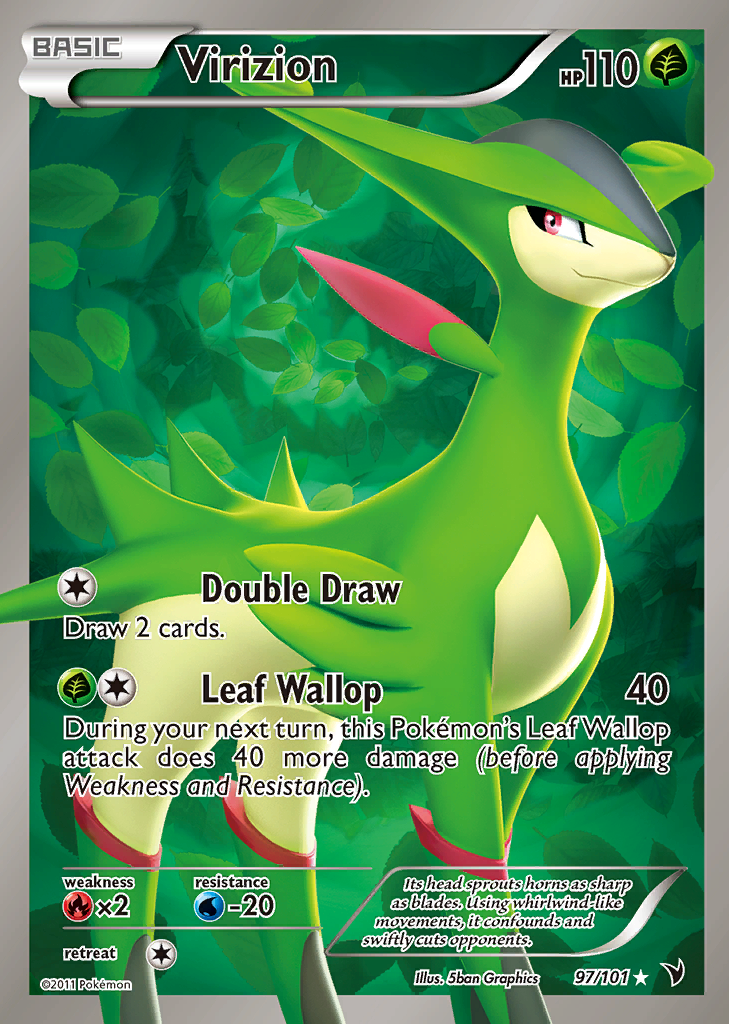 BASIC
Virizion
HP110
Double Draw
Draw 2 cards.
Leaf Wallop 40
During your next turn, this Pokémon's Leaf Wallop
attack does 40 more damage (before applying
Weakness and Resistance).
weakness
×2
resistance
-20
Its head sprouts horns as sharp
as blades. Using whirlwind-like
movements, it confounds and
swiftly cuts opponents.
retreat
©2011 Pokémon
Illus. 5ban Graphics
97/101